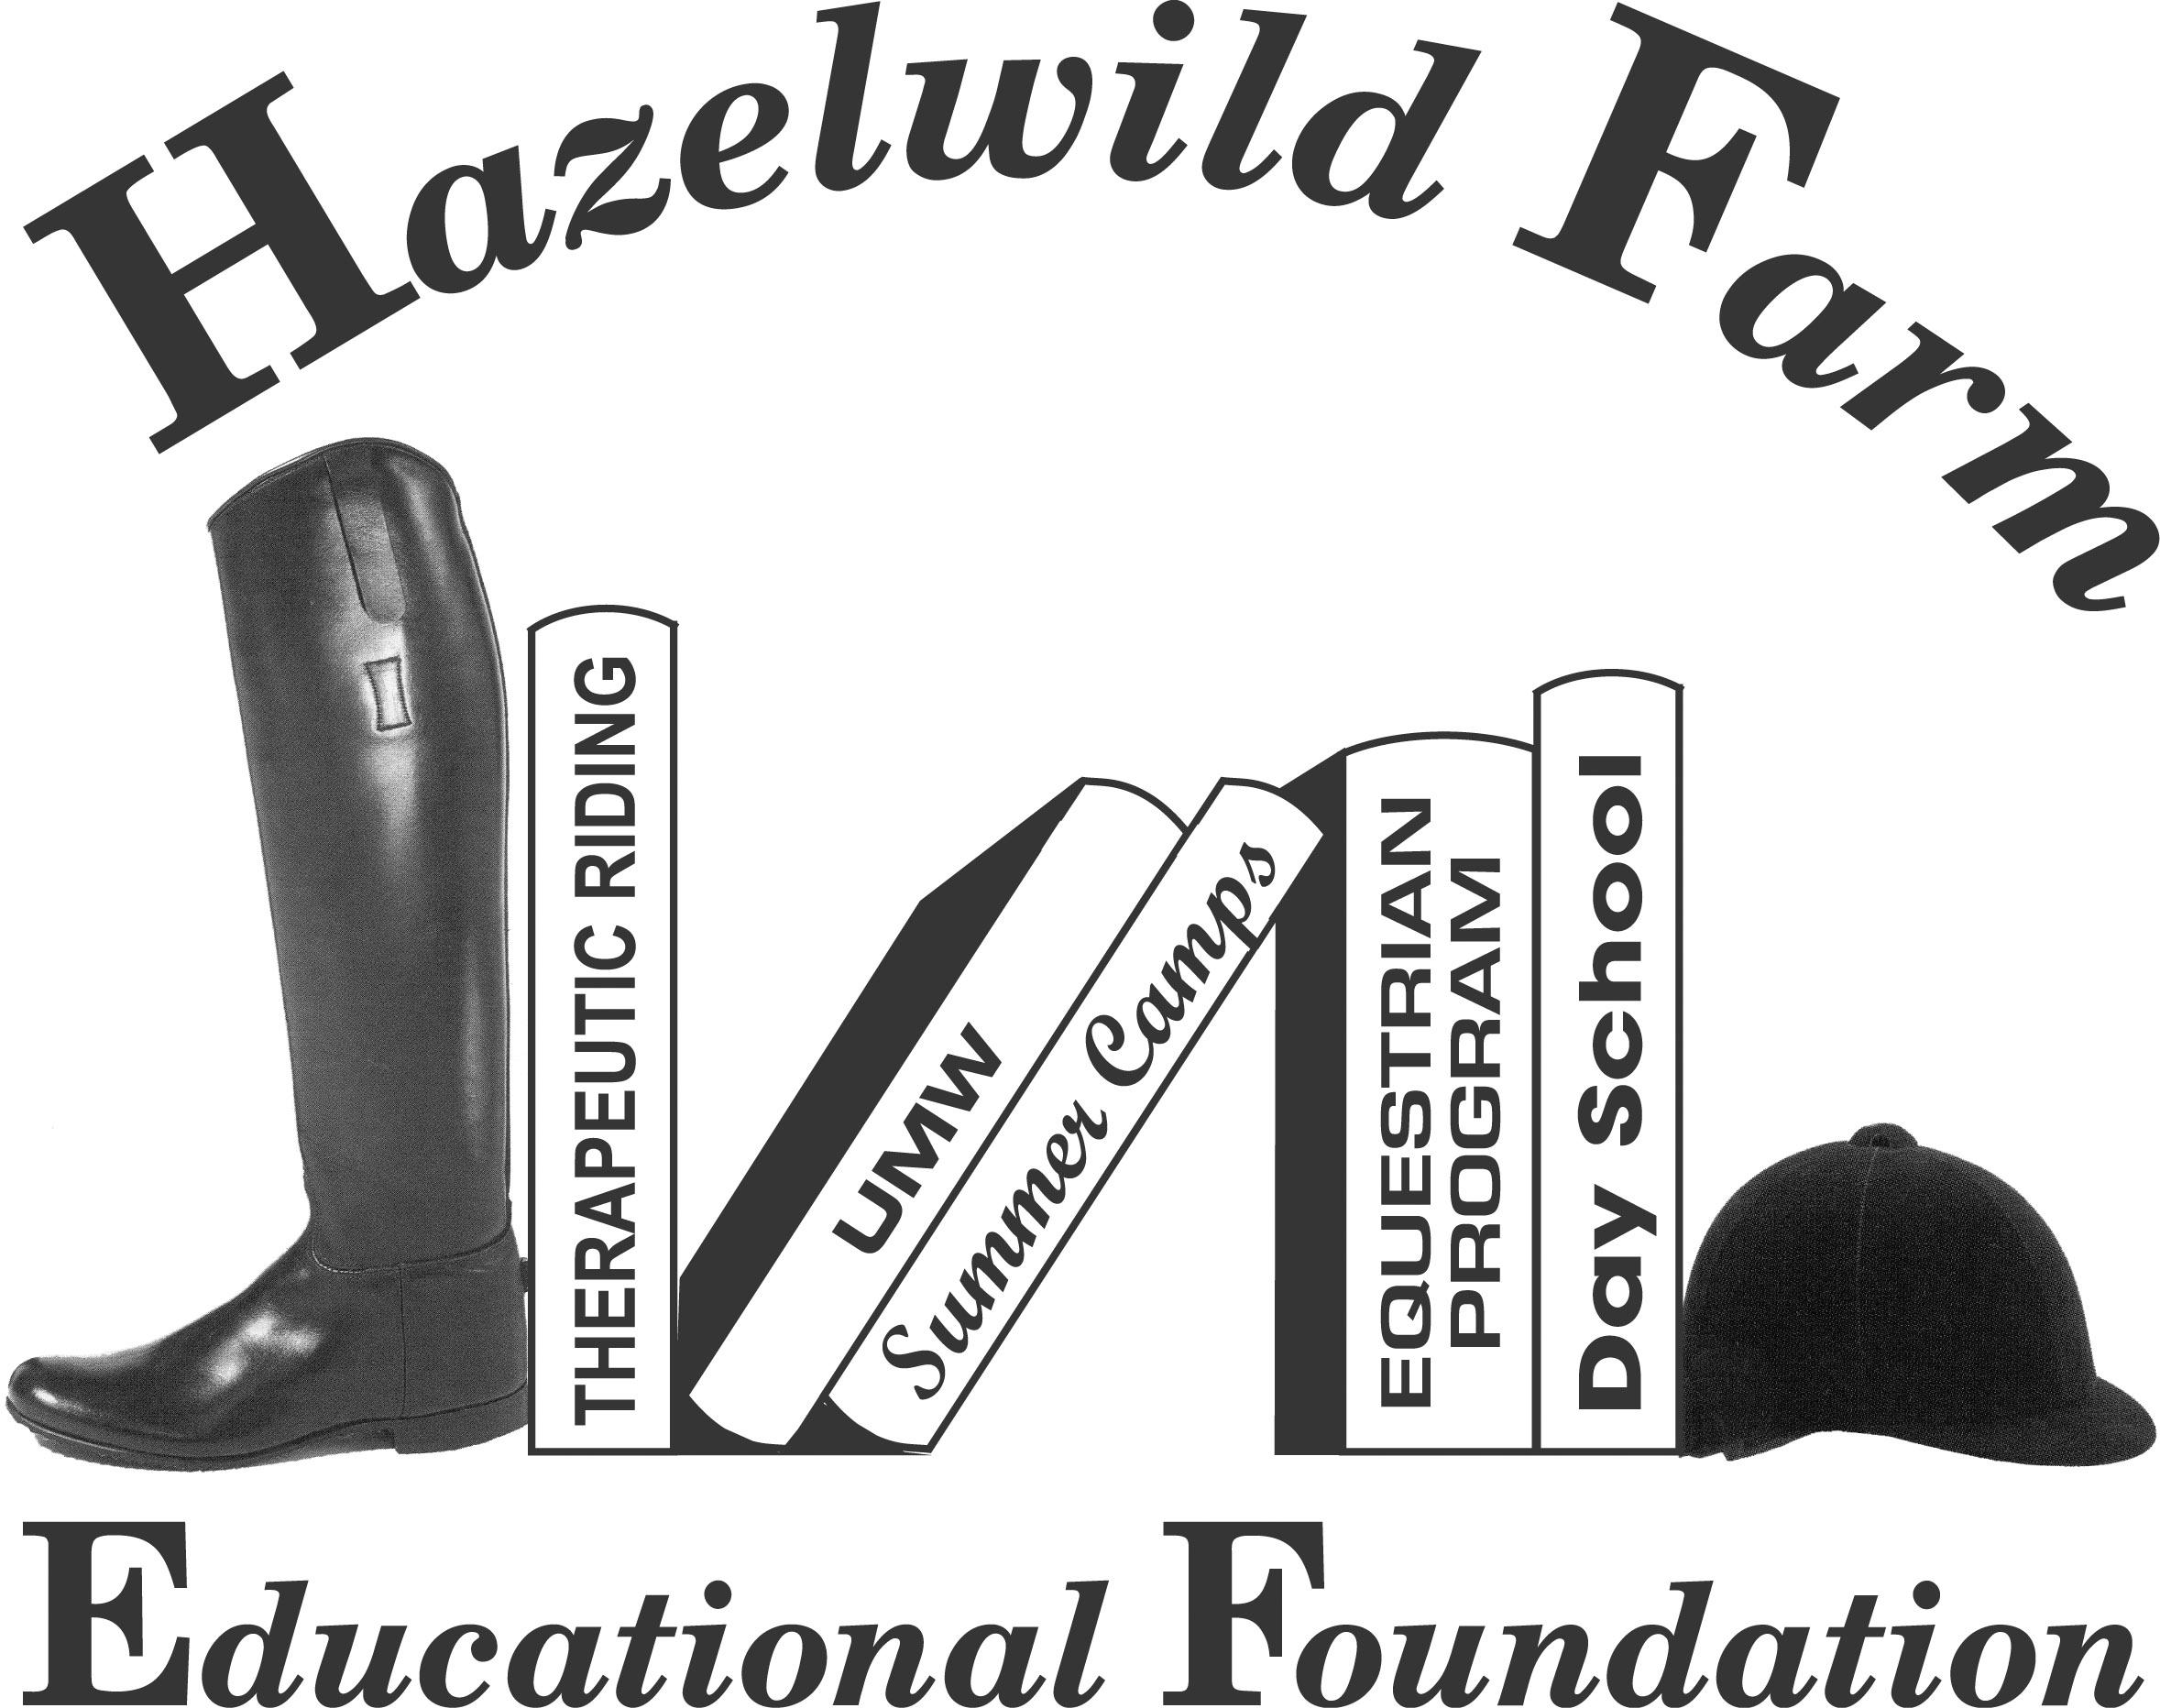 Hazelwild Farm
THERAPEUTIC RIDING
UMW
Summer Camps
EQUESTRIAN
PROGRAM
Day School
Educational Foundation